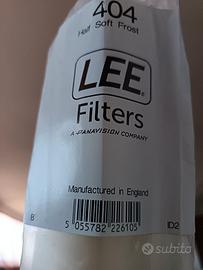 404
Half Soft Frost
LEE®
Filters
A PANAVISION COMPANY
Manufactured in England
B
5 055782 226105
ID2
subito